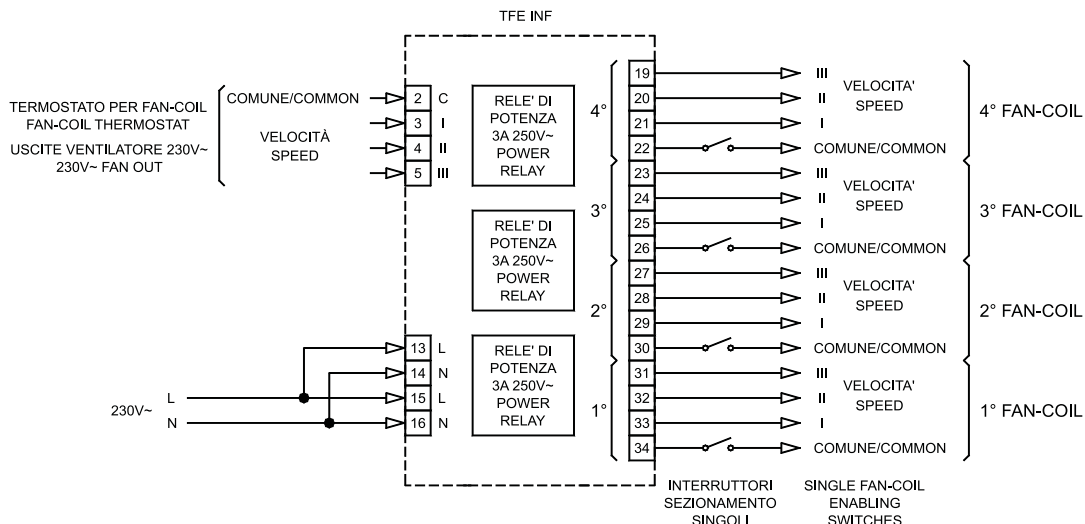 TFE INF
TERMOSTATO PER FAN-COIL
FAN-COIL THERMOSTAT
USCITE VENTILATORE 230V~
230V~ FAN OUT
COMUNE/COMMON
VELOCITÀ
SPEED
2 C
3 I
4 II
5 III
RELE' DI
POTENZA
3A 250V~
POWER
RELAY
RELE' DI
POTENZA
3A 250V~
POWER
RELAY
RELE' DI
POTENZA
3A 250V~
POWER
RELAY
230V~
L
N
13 L
14 N
15 L
16 N
4°
19 III
20 II
21 I
22 COMUNE/COMMON
VELOCITA'
SPEED
4° FAN-COIL
3°
23 III
24 II
25 I
26 COMUNE/COMMON
VELOCITA'
SPEED
3° FAN-COIL
2°
27 III
28 II
29 I
30 COMUNE/COMMON
VELOCITA'
SPEED
2° FAN-COIL
1°
31 III
32 II
33 I
34 COMUNE/COMMON
VELOCITA'
SPEED
1° FAN-COIL
INTERRUTTORI
SEZIONAMENTO
SINGOLI
SINGLE FAN-COIL
ENABLING
SWITCHES